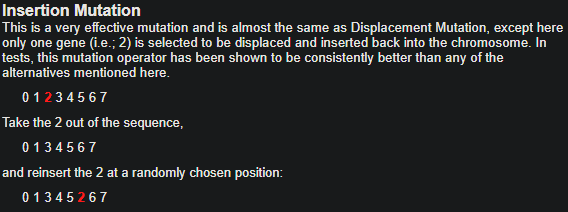 Insertion Mutation
This is a very effective mutation and is almost the same as Displacement Mutation, except here
only one gene (i.e.; 2) is selected to be displaced and inserted back into the chromosome. In
tests, this mutation operator has been shown to be consistently better than any of the
alternatives mentioned here.
0 1 2 3 4 5 6 7
Take the 2 out of the sequence,
0 1 3 4 5 6 7
and reinsert the 2 at a randomly chosen position:
0 1 3 4 5 2 6 7